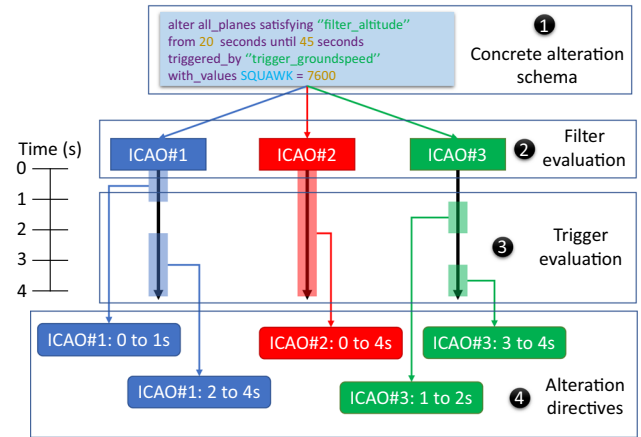 alter all_planes satisfying "filter_altitude"
from 20 seconds until 45 seconds
triggered_by "trigger_groundspeed"
with_values SQUAWK = 7600
1
Concrete alteration
schema
Time (s)
ICAO#1
ICAO#2
ICAO#3
2
Filter
evaluation
0
1
2
3
4
3
Trigger
evaluation
ICAO#1: 0 to 1s
ICAO#2: 0 to 4s
ICAO#3: 3 to 4s
ICAO#1: 2 to 4s
ICAO#3: 1 to 2s
4
Alteration
directives